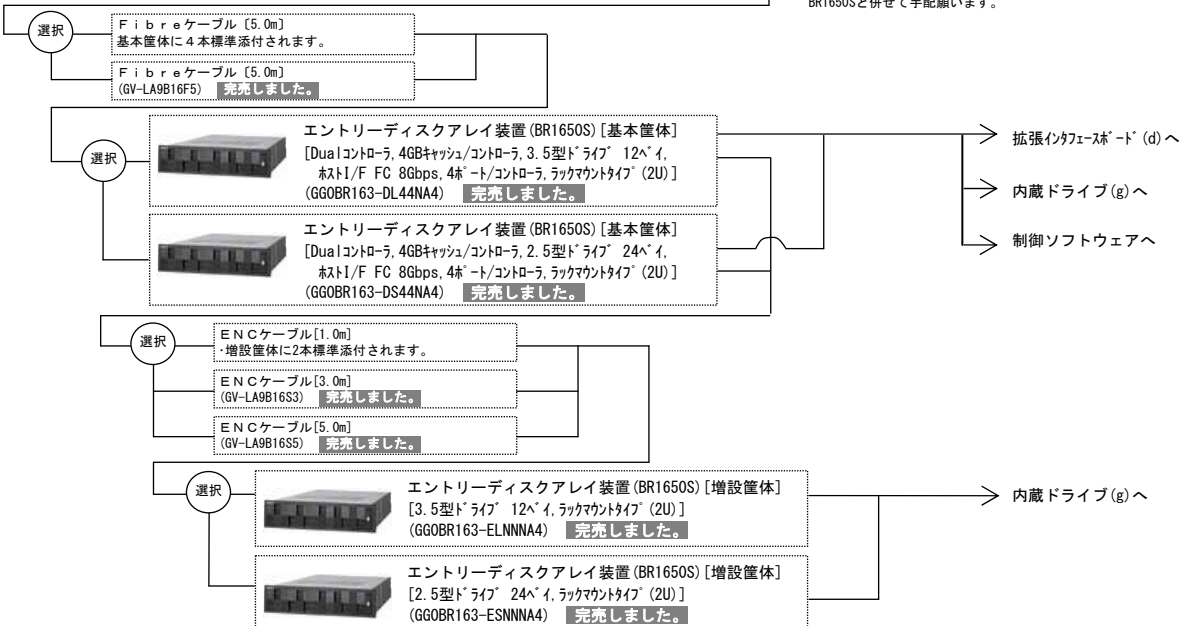 BR1650Sと併せて手配願います。
選択
Ｆｉｂｒｅケーブル〔5.0m〕
基本筐体に４本標準添付されます。
Ｆｉｂｒｅケーブル〔5.0m〕
(GV-LA9B16F5) 完売しました。
選択
エントリーディスクアレイ装置(BR1650S)[基本筐体]
[Dualｺﾝﾄﾛｰﾗ,4GBｷｬｯｼｭ/ｺﾝﾄﾛｰﾗ,3.5型ﾄﾞﾗｲﾌﾞ 12ﾍﾞｲ,
ﾎｽﾄI/F FC 8Gbps,4ﾎﾟｰﾄ/ｺﾝﾄﾛｰﾗ,ﾗｯｸﾏｳﾝﾄﾀｲﾌﾟ(2U)]
(GGOBR163-DL44NA4) 完売しました。
エントリーディスクアレイ装置(BR1650S)[基本筐体]
[Dualｺﾝﾄﾛｰﾗ,4GBｷｬｯｼｭ/ｺﾝﾄﾛｰﾗ,2.5型ﾄﾞﾗｲﾌﾞ 24ﾍﾞｲ,
ﾎｽﾄI/F FC 8Gbps,4ﾎﾟｰﾄ/ｺﾝﾄﾛｰﾗ,ﾗｯｸﾏｳﾝﾄﾀｲﾌﾟ(2U)]
(GGOBR163-DS44NA4) 完売しました。
拡張ｲﾝﾀﾌｪｰｽﾎﾞｰﾄﾞ(d)へ
内蔵ドライブ(g)へ
制御ソフトウェアへ
選択
ＥＮＣケーブル[1.0m]
･増設筐体に2本標準添付されます。
ＥＮＣケーブル[3.0m]
(GV-LA9B16S3) 完売しました。
ＥＮＣケーブル[5.0m]
(GV-LA9B16S5) 完売しました。
選択
エントリーディスクアレイ装置(BR1650S)[増設筐体]
[3.5型ﾄﾞﾗｲﾌﾞ 12ﾍﾞｲ,ﾗｯｸﾏｳﾝﾄﾀｲﾌﾟ(2U)]
(GGOBR163-ELNNNA4) 完売しました。
エントリーディスクアレイ装置(BR1650S)[増設筐体]
[2.5型ﾄﾞﾗｲﾌﾞ 24ﾍﾞｲ,ﾗｯｸﾏｳﾝﾄﾀｲﾌﾟ(2U)]
(GGOBR163-ESNNNA4) 完売しました。
内蔵ドライブ(g)へ